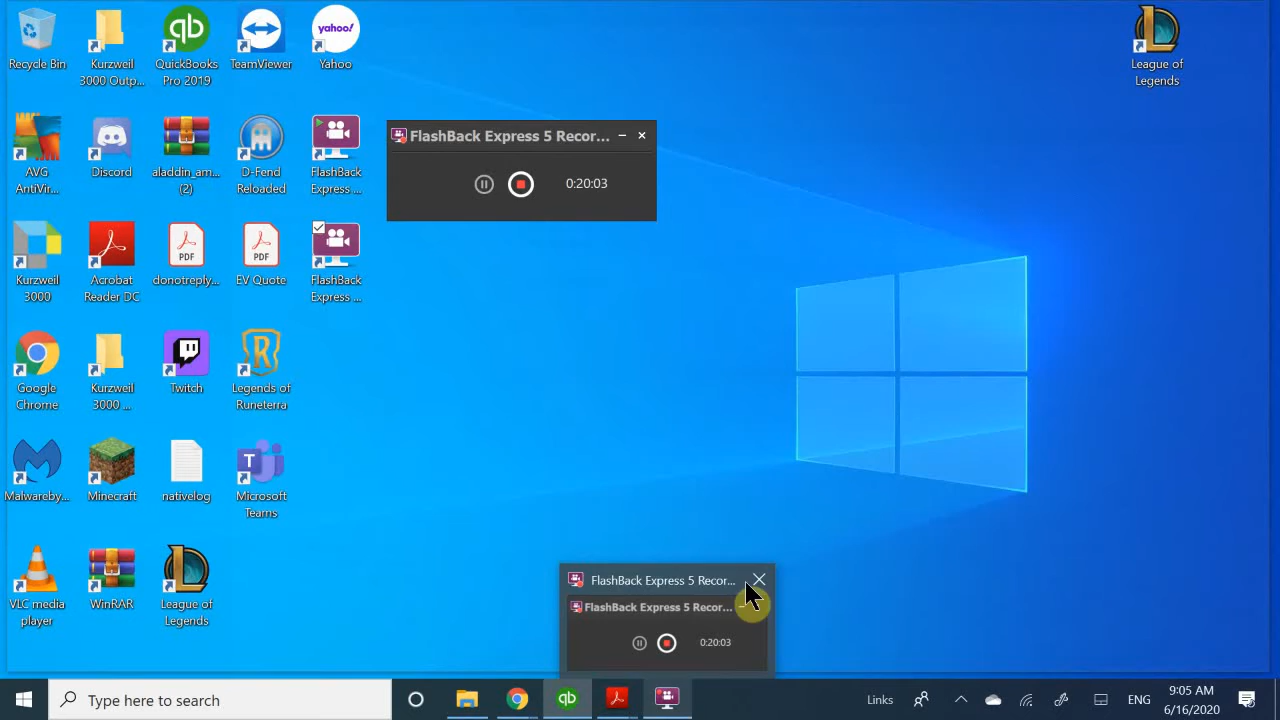 Recycle Bin
Kurzweil
3000 Outp...
qb
QuickBooks
Pro 2019
TeamViewer
yahoo!
Yahoo
League of
Legends
AVG
AntiVir...
Discord
aladdin_am...
(2)
D-Fend
Reloaded
FlashBack
Express ...
FlashBack Express 5 Recor...
0:20:03
Kurzweil
3000
Acrobat
Reader DC
PDF
donotreply...
PDF
EV Quote
FlashBack
Express ...
Google
Chrome
Kurzweil
3000 ...
Twitch
Legends of
Runeterra
Malwareby...
Minecraft
nativelog
T
Microsoft
Teams
VLC media
player
WinRAR
League of
Legends
FlashBack Express 5 Recor...
FlashBack Express 5 Recor...
0:20:03
Type here to search
qb
Links
ENG
9:05 AM
6/16/2020